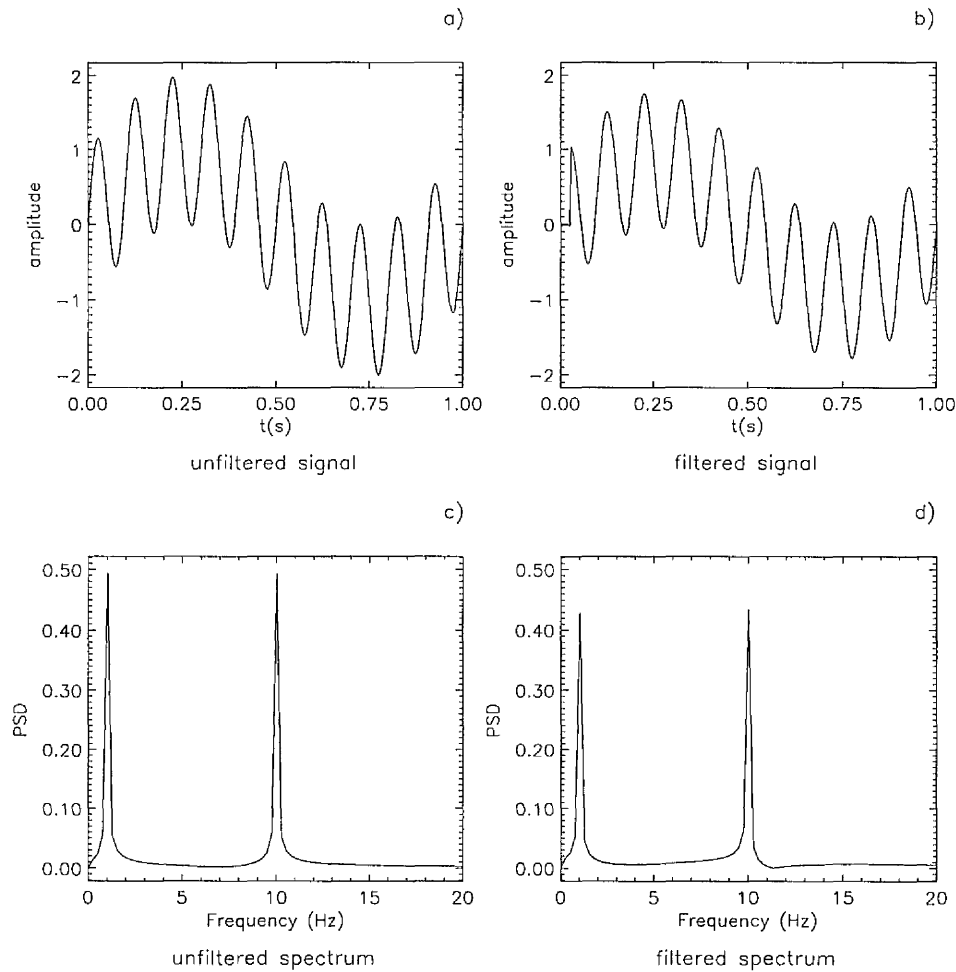 a)
2
1
0
−1
−2
amplitude
0.00 0.25 0.50 0.75 1.00
t(s)
unfiltered signal
b)
2
1
0
−1
−2
amplitude
0.00 0.25 0.50 0.75 1.00
t(s)
filtered signal
c)
0.50
0.40
0.30
0.20
0.10
0.00
PSD
0 5 10 15 20
Frequency (Hz)
unfiltered spectrum
d)
0.50
0.40
0.30
0.20
0.10
0.00
PSD
0 5 10 15 20
Frequency (Hz)
filtered spectrum